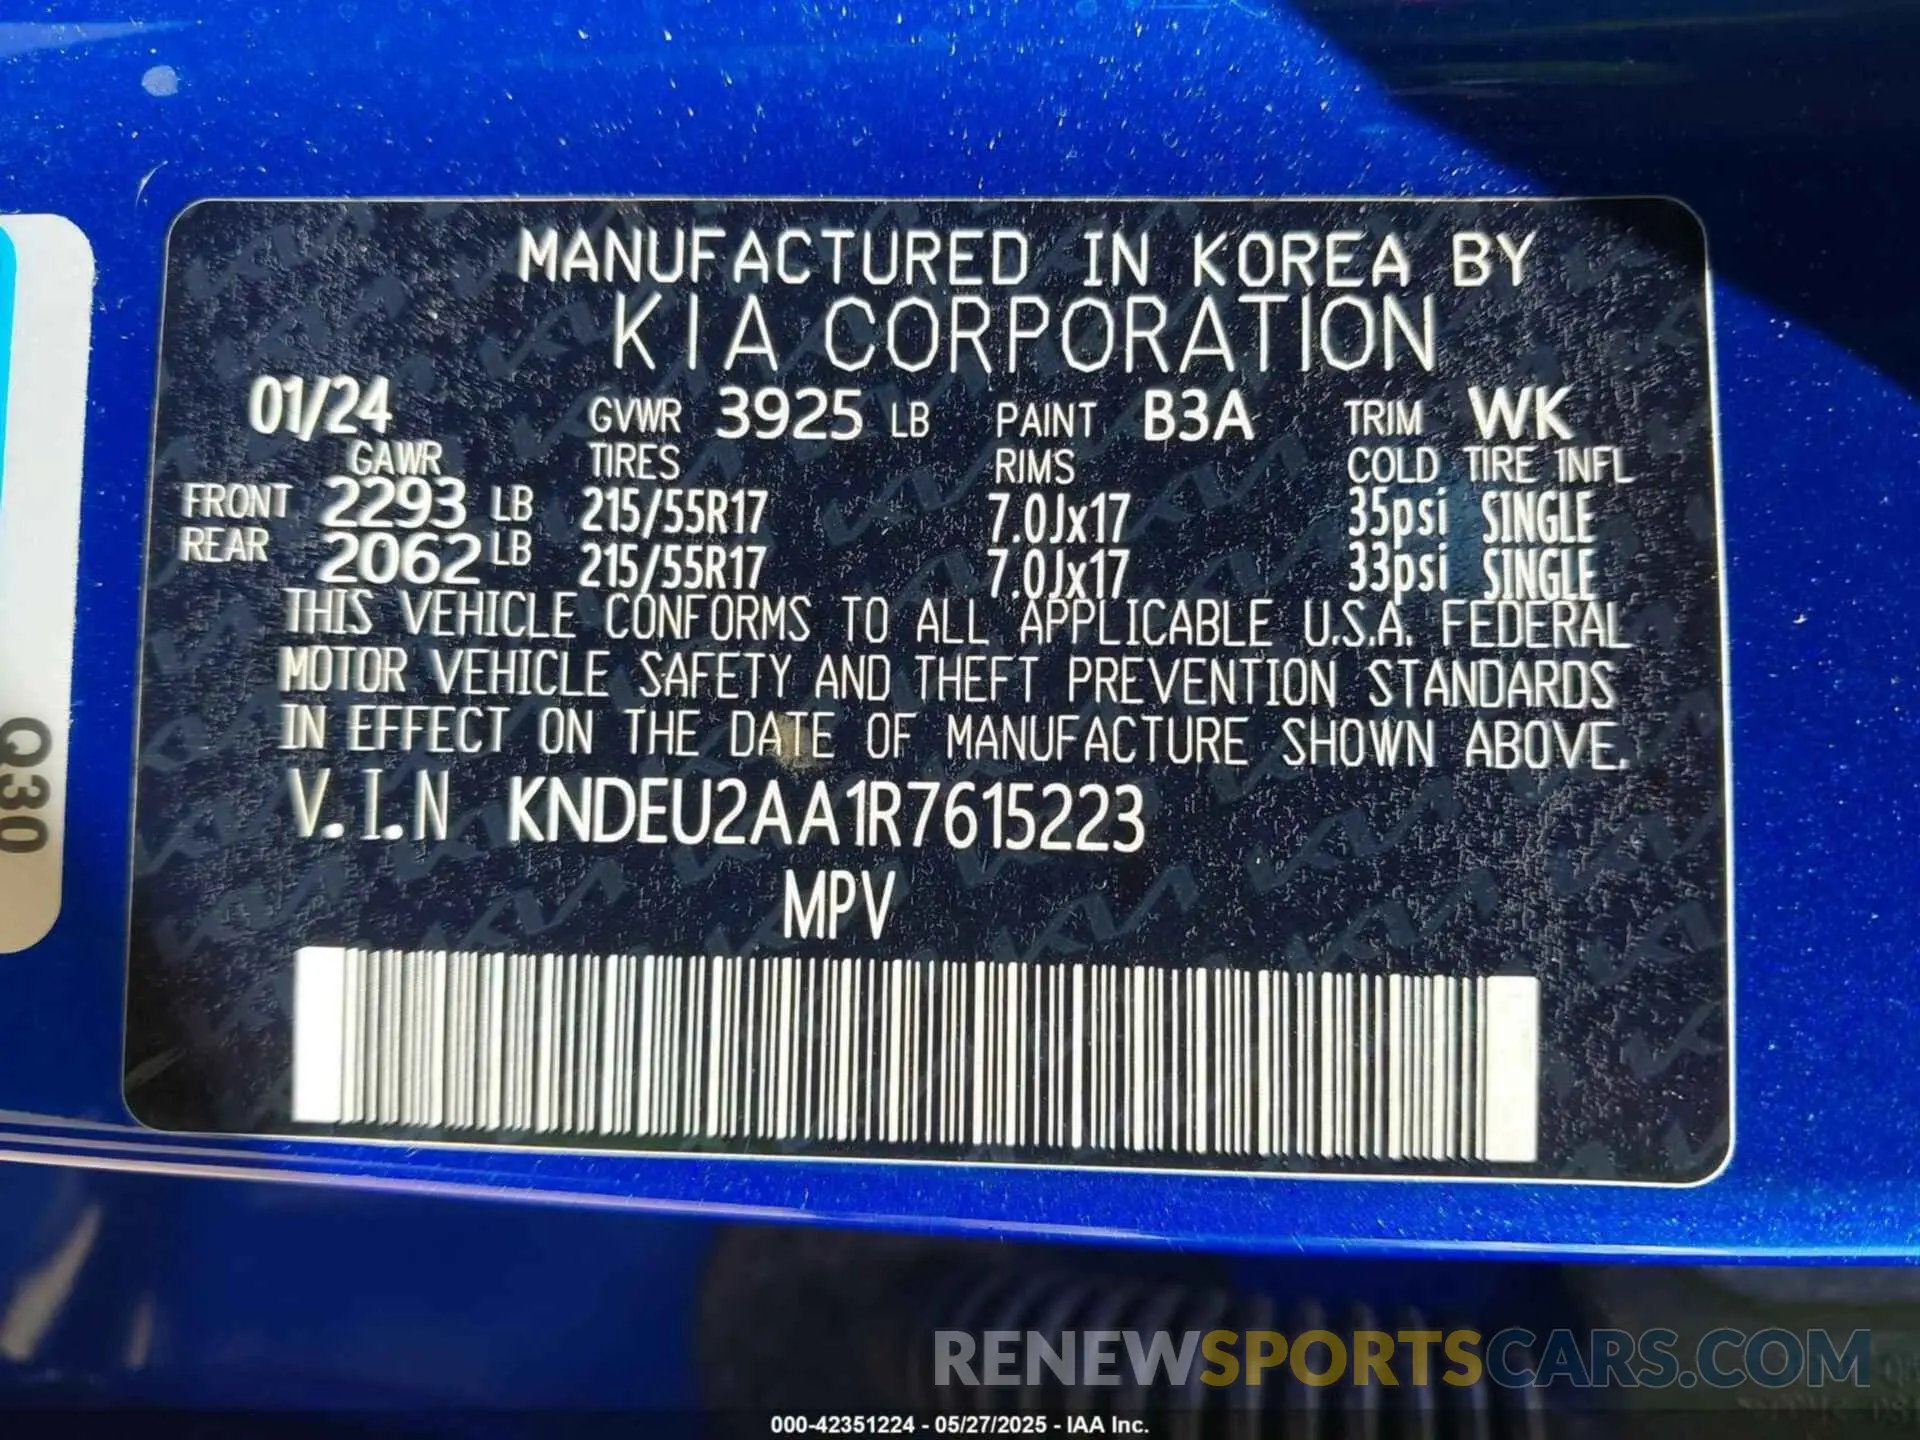 MANUFACTURED IN KOREA BY
KIA CORPORATION
01/24 GVWR 3925 LB PAINT B3A TRIM WK
GAWR TIRES RIMS COLD TIRE INFL
FRONT 2293 LB 215/55R17 7.0Jx17 35psi SINGLE
REAR 2062 LB 215/55R17 7.0Jx17 33psi SINGLE
THIS VEHICLE CONFORMS TO ALL APPLICABLE U.S.A. FEDERAL
MOTOR VEHICLE SAFETY AND THEFT PREVENTION STANDARDS
IN EFFECT ON THE DATE OF MANUFACTURE SHOWN ABOVE.
V.I.N KNDEU2AA1R7615223
MPV
Q30
RENEWSPORTSCARS.COM
000-42351224 - 05/27/2025 - IAA Inc.